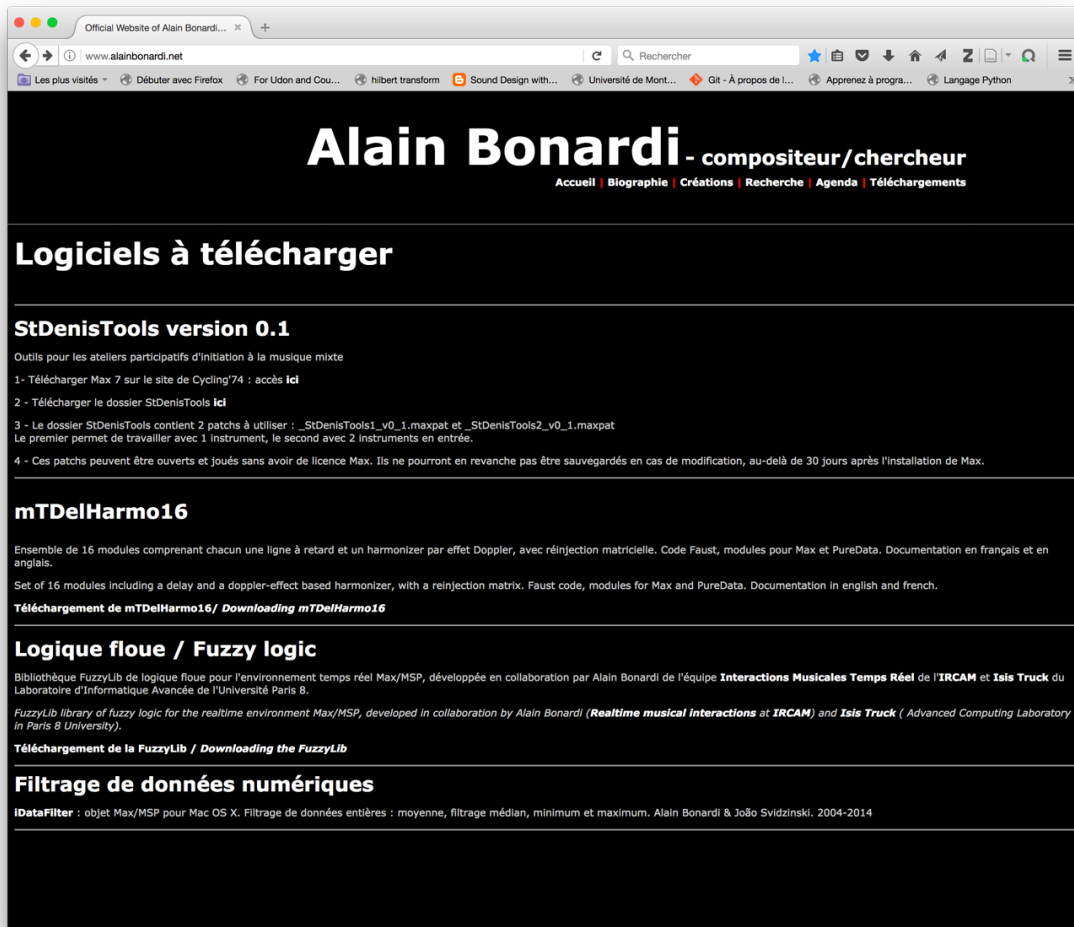 Official Website of Alain Bonardi... × +
www.alainbonardi.net Rechercher
Les plus visités Débuter avec Firefox For Udon and Cou... hilbert transform Sound Design with... Université de Mont... Git - À propos de l... Apprenez à progra... Langage Python
Alain Bonardi - compositeur/chercheur
Accueil | Biographie | Créations | Recherche | Agenda | Téléchargements
Logiciels à télécharger
StDenisTools version 0.1
Outils pour les ateliers participatifs d'initiation à la musique mixte
1- Télécharger Max 7 sur le site de Cycling'74 : accès ici
2 - Télécharger le dossier StDenisTools ici
3 - Le dossier StDenisTools contient 2 patchs à utiliser : _StDenisTools1_v0_1.maxpat et _StDenisTools2_v0_1.maxpat
Le premier permet de travailler avec 1 instrument, le second avec 2 instruments en entrée.
4 - Ces patchs peuvent être ouverts et joués sans avoir de licence Max. Ils ne pourront en revanche pas être sauvegardés en cas de modification, au-delà de 30 jours après l'installation de Max.
mTDelHarmo16
Ensemble de 16 modules comprenant chacun une ligne à retard et un harmonizer par effet Doppler, avec réinjection matricielle. Code Faust, modules pour Max et PureData. Documentation en français et en
anglais.
Set of 16 modules including a delay and a doppler-effect based harmonizer, with a reinjection matrix. Faust code, modules for Max and PureData. Documentation in english and french.
Téléchargement de mTDelHarmo16/ Downloading mTDelHarmo16
Logique floue / Fuzzy logic
Bibliothèque FuzzyLib de logique floue pour l'environnement temps réel Max/MSP, développée en collaboration par Alain Bonardi de l'équipe Interactions Musicales Temps Réel de l'IRCAM et Isis Truck du
Laboratoire d'Informatique Avancée de l'Université Paris 8.
FuzzyLib library of fuzzy logic for the realtime environment Max/MSP, developed in collaboration by Alain Bonardi (Realtime musical interactions at IRCAM) and Isis Truck ( Advanced Computing Laboratory
in Paris 8 University).
Téléchargement de la FuzzyLib / Downloading the FuzzyLib
Filtrage de données numériques
iDataFilter : objet Max/MSP pour Mac OS X. Filtrage de données entières : moyenne, filtrage médian, minimum et maximum. Alain Bonardi & João Svidzinski. 2004-2014